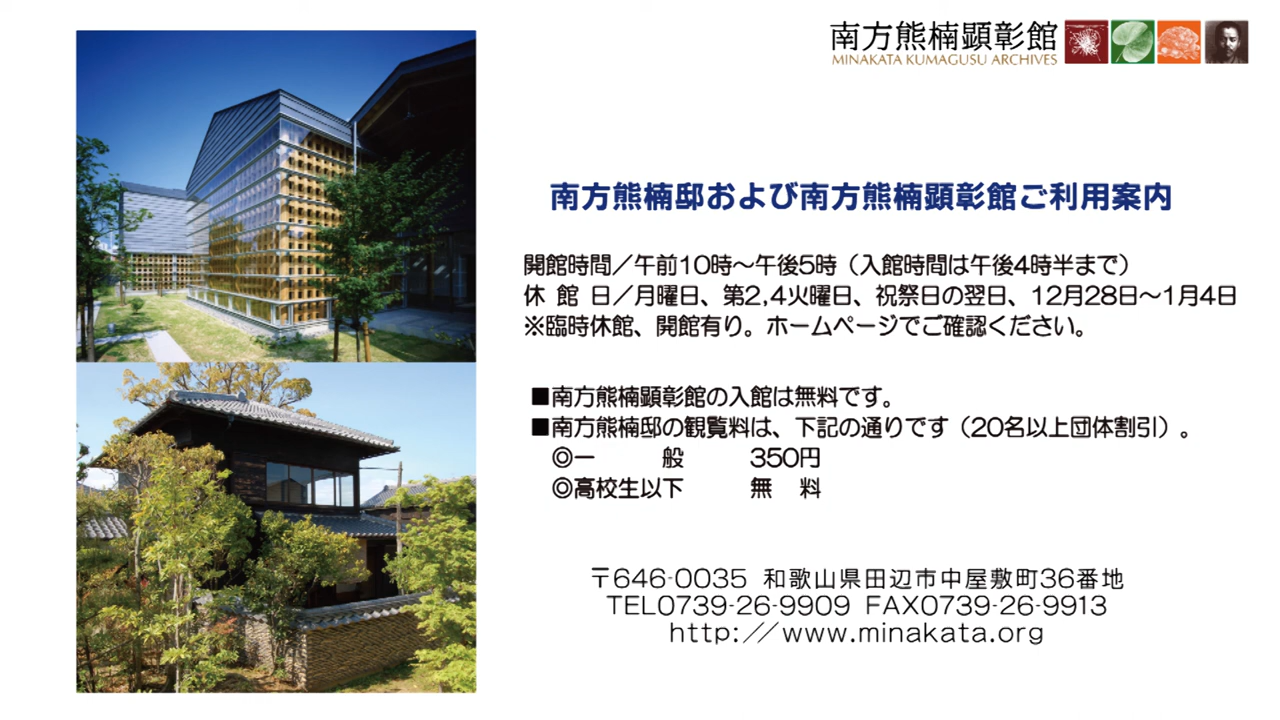 南方熊楠顕彰館
MINAKATA KUMAGUSU ARCHIVES
南方熊楠邸および南方熊楠顕彰館ご利用案内
開館時間／午前10時～午後5時（入館時間は午後4時半まで）
休 館 日／月曜日、第2,4火曜日、祝祭日の翌日、12月28日～1月4日
※臨時休館、開館有り。ホームページでご確認ください。
■南方熊楠顕彰館の入館は無料です。
■南方熊楠邸の観覧料は、下記の通りです（20名以上団体割引）。
◎一　　般　　350円
◎高校生以下　　無　料
〒646-0035 和歌山県田辺市中屋敷町36番地
TEL0739-26-9909 FAX0739-26-9913
http://www.minakata.org